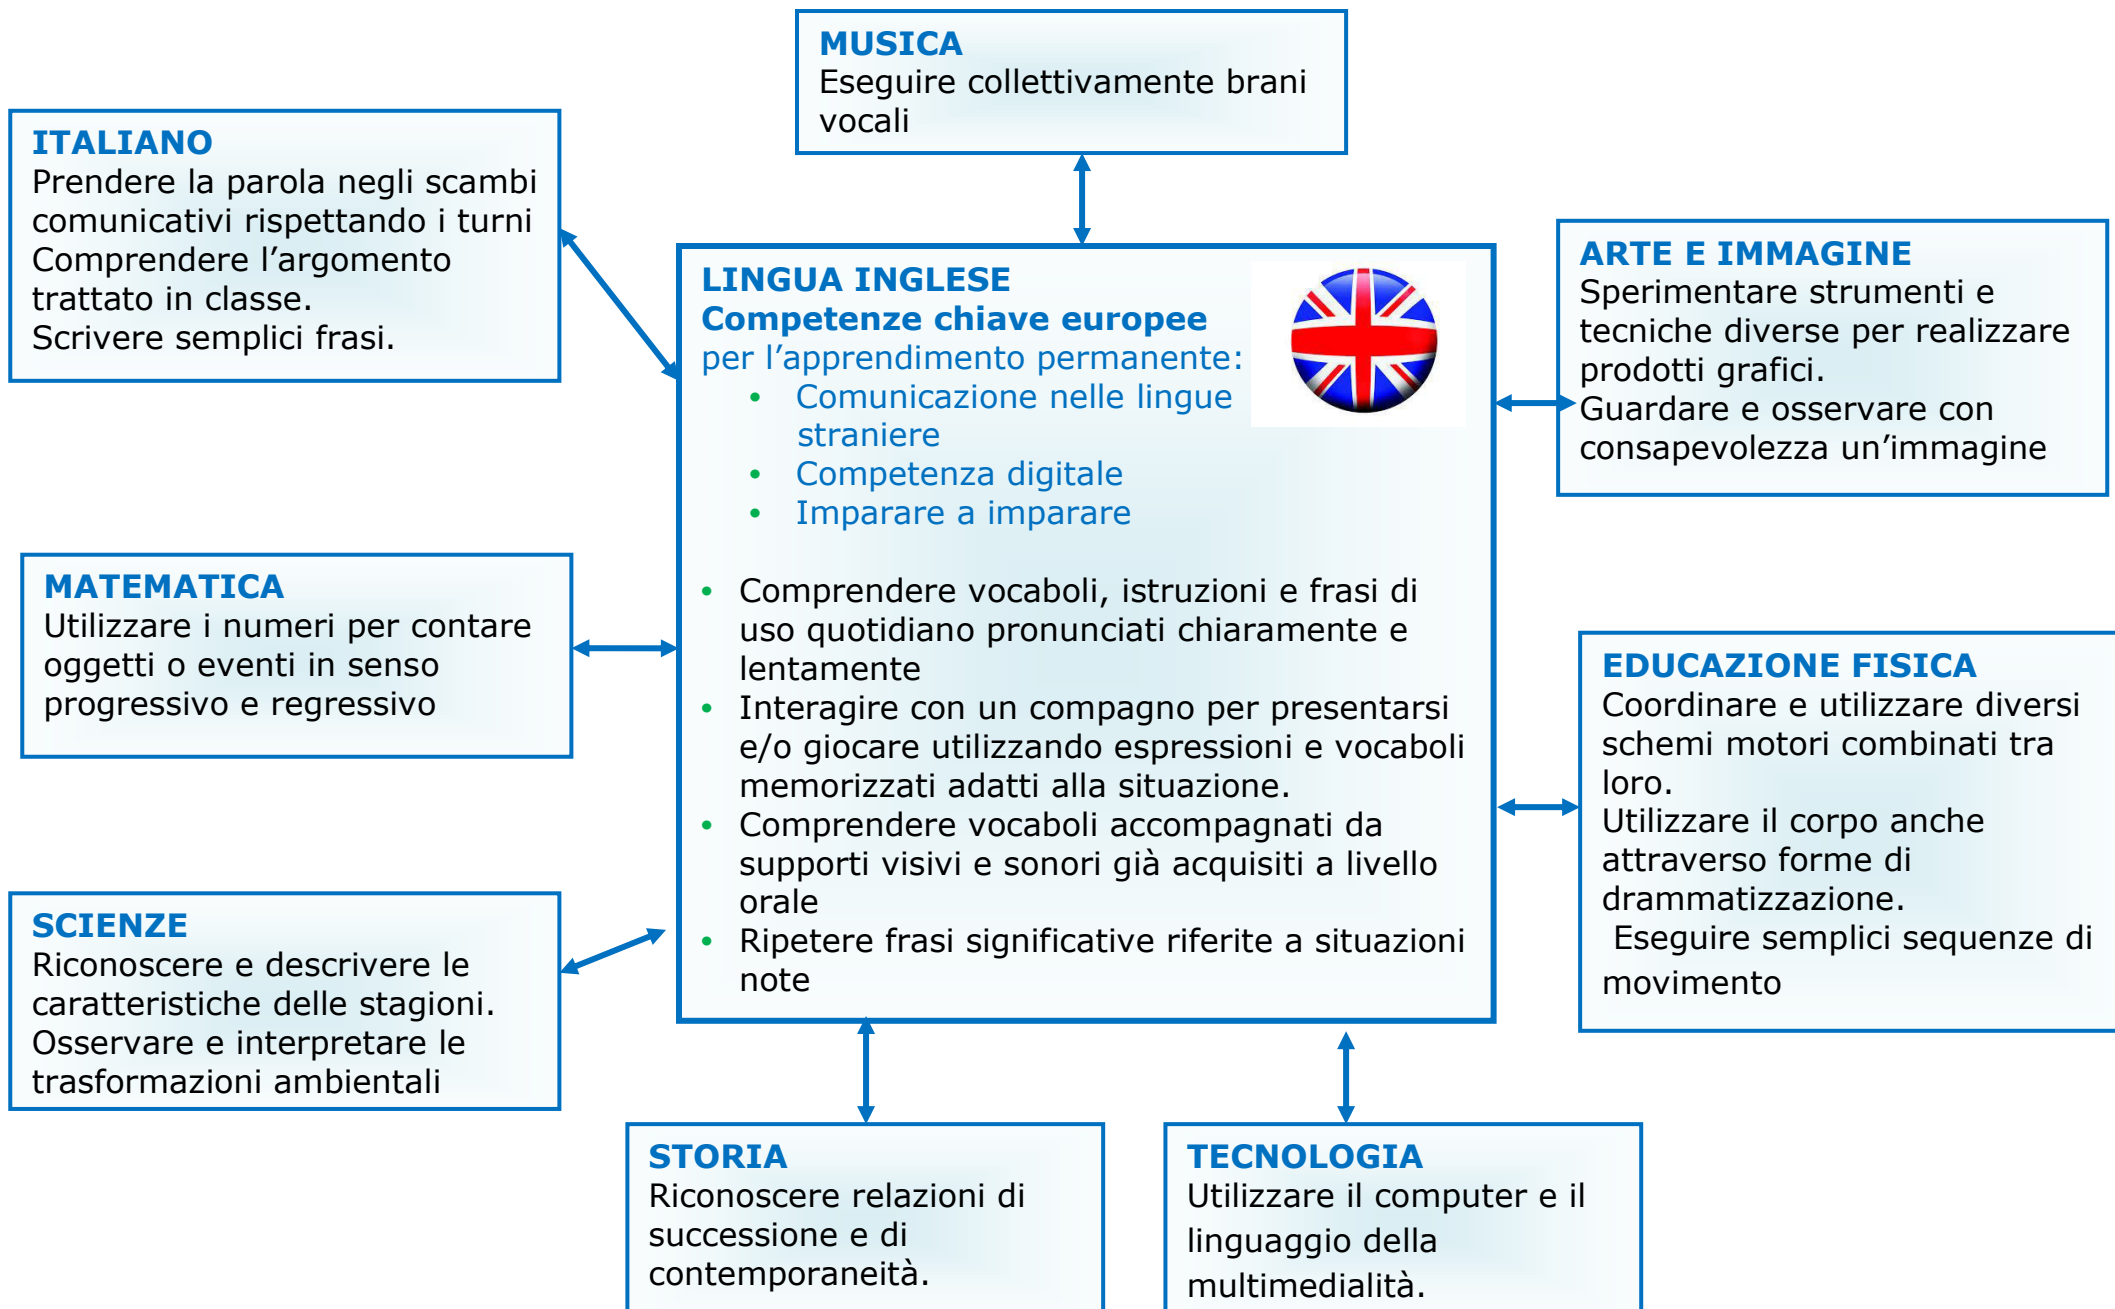 MUSICA
Eseguire collettivamente brani
vocali
ITALIANO
Prendere la parola negli scambi
comunicativi rispettando i turni
Comprendere l’argomento
trattato in classe.
Scrivere semplici frasi.
LINGUA INGLESE
Competenze chiave europee
per l’apprendimento permanente:
• Comunicazione nelle lingue
straniere
• Competenza digitale
• Imparare a imparare
• Comprendere vocaboli, istruzioni e frasi di
uso quotidiano pronunciati chiaramente e
lentamente
• Interagire con un compagno per presentarsi
e/o giocare utilizzando espressioni e vocaboli
memorizzati adatti alla situazione.
• Comprendere vocaboli accompagnati da
supporti visivi e sonori già acquisiti a livello
orale
• Ripetere frasi significative riferite a situazioni
note
ARTE E IMMAGINE
Sperimentare strumenti e
tecniche diverse per realizzare
prodotti grafici.
Guardare e osservare con
consapevolezza un’immagine
MATEMATICA
Utilizzare i numeri per contare
oggetti o eventi in senso
progressivo e regressivo
EDUCAZIONE FISICA
Coordinare e utilizzare diversi
schemi motori combinati tra
loro.
Utilizzare il corpo anche
attraverso forme di
drammatizzazione.
Eseguire semplici sequenze di
movimento
SCIENZE
Riconoscere e descrivere le
caratteristiche delle stagioni.
Osservare e interpretare le
trasformazioni ambientali
STORIA
Riconoscere relazioni di
successione e di
contemporaneità.
TECNOLOGIA
Utilizzare il computer e il
linguaggio della
multimedialità.